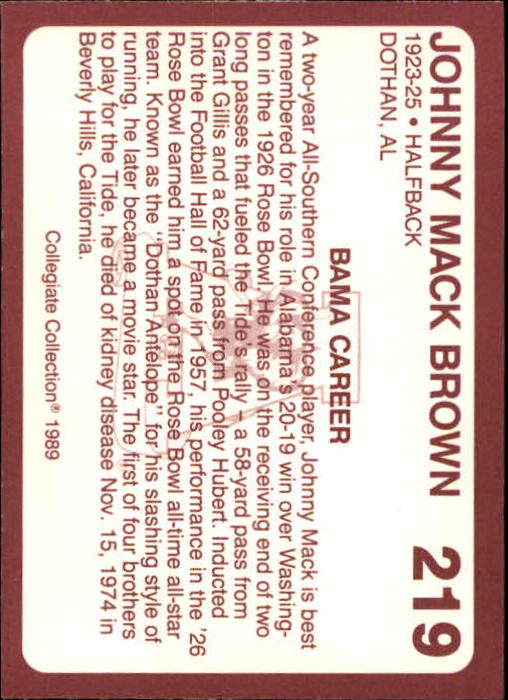 JOHNNY MACK BROWN 219
1923-25 • HALFBACK
DOTHAN, AL
BAMA CAREER
A two-year All-Southern Conference player, Johnny Mack is best
remembered for his role in Alabama's 20-19 win over Washing-
ton in the 1926 Rose Bowl. He was on the receiving end of two
long passes that fueled the Tide's rally - a 58-yard pass from
Grant Gillis and a 62-yard pass from Pooley Hubert. Inducted
into the Football Hall of Fame in 1957, his performance in the '26
Rose Bowl earned him a spot on the Rose Bowl all-time all-star
team. Known as the "Dothan Antelope" for his slashing style of
running, he later became a movie star. The first of four brothers
to play for the Tide, he died of kidney disease Nov. 15, 1974 in
Beverly Hills, California.
Collegiate Collection® 1989